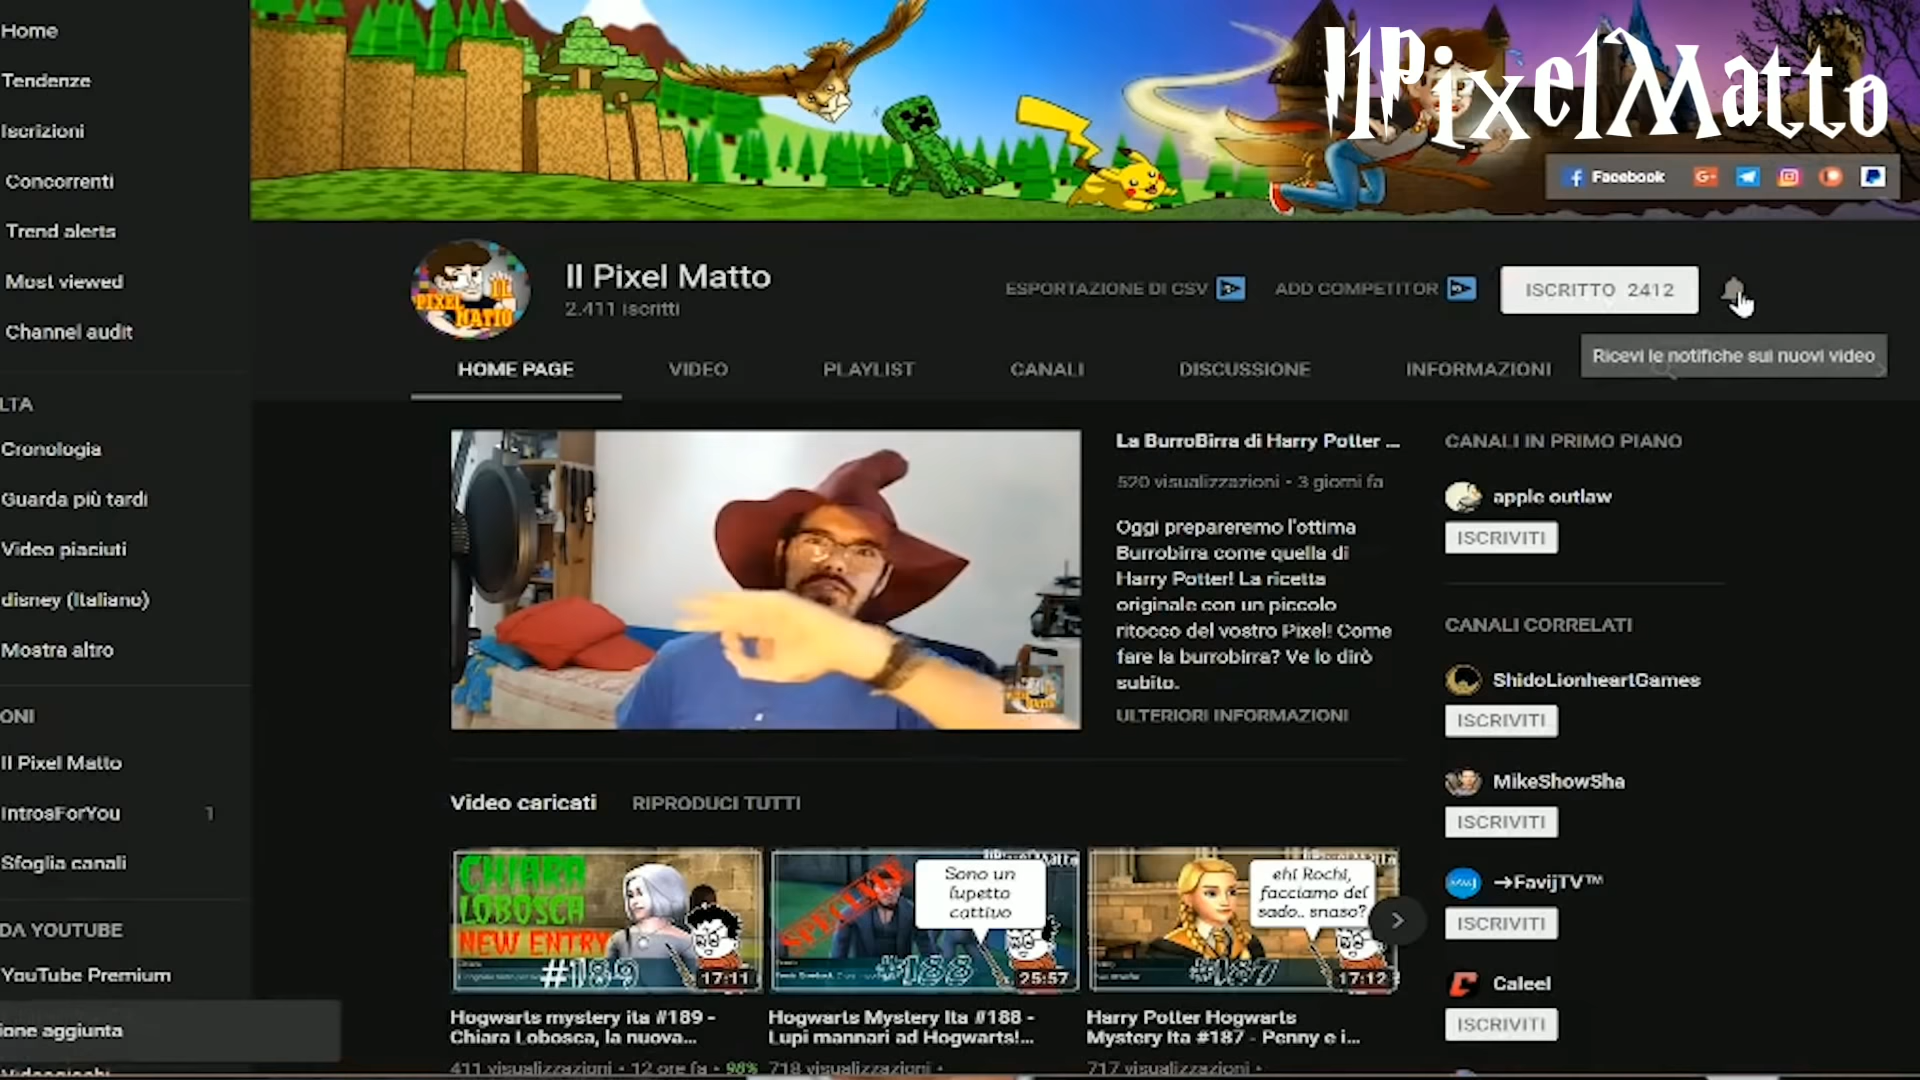 Home
Tendenze
Iscrizioni
Concorrenti
Trend alerts
Most viewed
Channel audit
LTA
Cronologia
Guarda più tardi
Video piaciuti
disney (Italiano)
Mostra altro
ONI
Il Pixel Matto
IntrosForYou 1
Sfoglia canali
DA YOUTUBE
YouTube Premium
ione aggiunta
IlPixelMatto
Facebook
Il Pixel Matto
2.411 iscritti
ESPORTAZIONE DI CSV
ADD COMPETITOR
ISCRITTO 2412
Ricevi le notifiche sui nuovi video
HOME PAGE VIDEO PLAYLIST CANALI DISCUSSIONE INFORMAZIONI
La BurroBirra di Harry Potter ...
520 visualizzazioni • 3 giorni fa
Oggi prepareremo l'ottima
Burrobirra come quella di
Harry Potter! La ricetta
originale con un piccolo
ritocco del vostro Pixel! Come
fare la burrobirra? Ve lo dirò
subito.
ULTERIORI INFORMAZIONI
CANALI IN PRIMO PIANO
apple outlaw
ISCRIVITI
CANALI CORRELATI
ShidoLionheartGames
ISCRIVITI
MikeShowSha
ISCRIVITI
→FavijTV™
ISCRIVITI
Caleel
ISCRIVITI
Video caricati RIPRODUCI TUTTI
CHIARA
LOBOSCA
NEW ENTRY
#189
17:11
SPECIALE
Sono un
lupetto
cattivo
#188
25:57
ehi Rochi,
facciamo del
sado.. snaso?
#187
17:12
Hogwarts mystery ita #189 -
Chiara Lobosca, la nuova...
411 visualizzazioni • 12 ore fa • 98%
Hogwarts Mystery Ita #188 -
Lupi mannari ad Hogwarts!...
718 visualizzazioni •
Harry Potter Hogwarts
Mystery Ita #187 - Penny e i...
717 visualizzazioni •